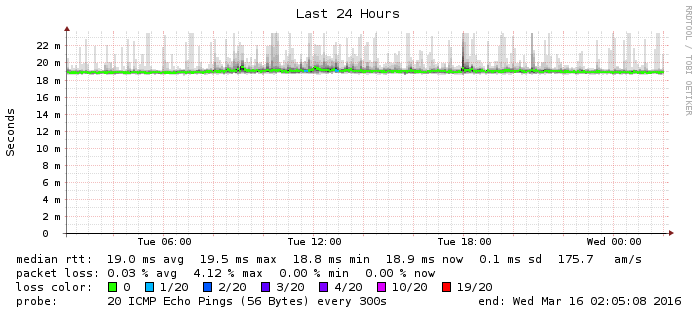 Last 24 Hours
RRDTOOL / TOBI OETIKER
Seconds
22 m
20 m
18 m
16 m
14 m
12 m
10 m
8 m
6 m
4 m
2 m
0
Tue 06:00 Tue 12:00 Tue 18:00 Wed 00:00
median rtt: 19.0 ms avg 19.5 ms max 18.8 ms min 18.9 ms now 0.1 ms sd 175.7 am/s
packet loss: 0.03 % avg 4.12 % max 0.00 % min 0.00 % now
loss color: 0 1/20 2/20 3/20 4/20 10/20 19/20
probe: 20 ICMP Echo Pings (56 Bytes) every 300s end: Wed Mar 16 02:05:08 2016